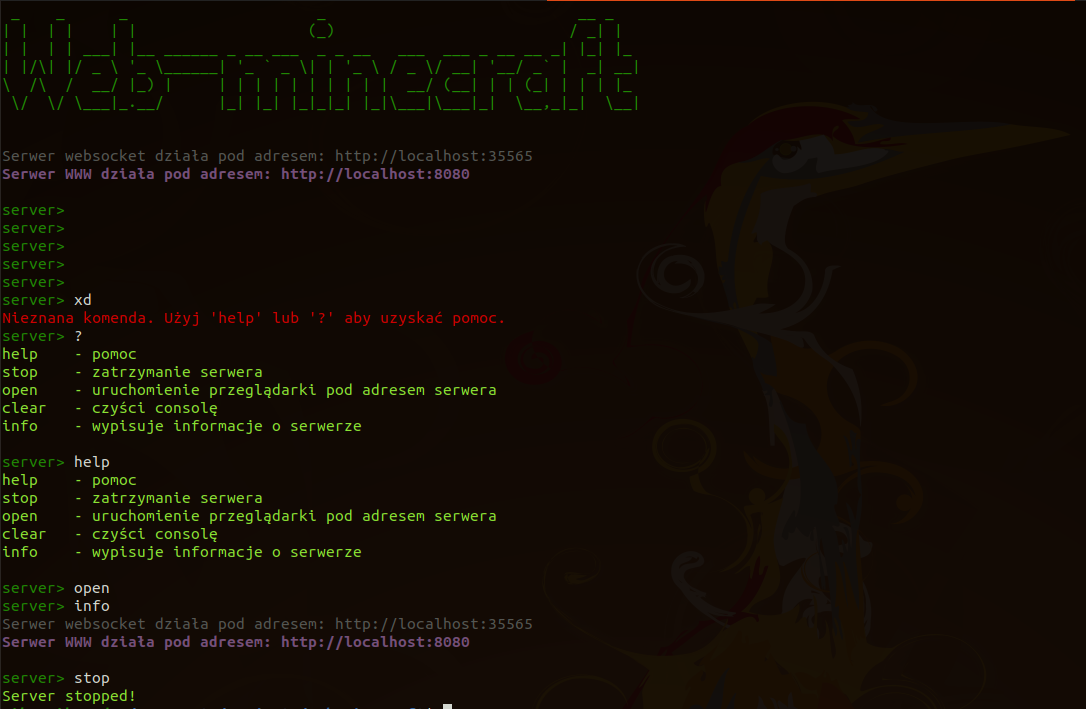 Web-minecraft
Serwer websocket działa pod adresem: http://localhost:35565
Serwer WWW działa pod adresem: http://localhost:8080
server>
server>
server>
server>
server>
server> xd
Nieznana komenda. Użyj 'help' lub '?' aby uzyskać pomoc.
server> ?
help    - pomoc
stop    - zatrzymanie serwera
open    - uruchomienie przeglądarki pod adresem serwera
clear   - czyści consolę
info    - wypisuje informacje o serwerze
server> help
help    - pomoc
stop    - zatrzymanie serwera
open    - uruchomienie przeglądarki pod adresem serwera
clear   - czyści consolę
info    - wypisuje informacje o serwerze
server> open
server> info
Serwer websocket działa pod adresem: http://localhost:35565
Serwer WWW działa pod adresem: http://localhost:8080
server> stop
Server stopped!